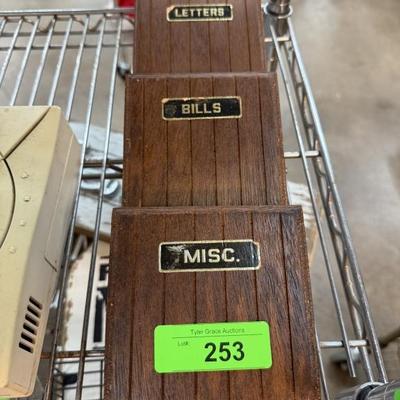 LETTERS
BILLS
MISC.
Tyler Grace Auctions
Lot#: 253